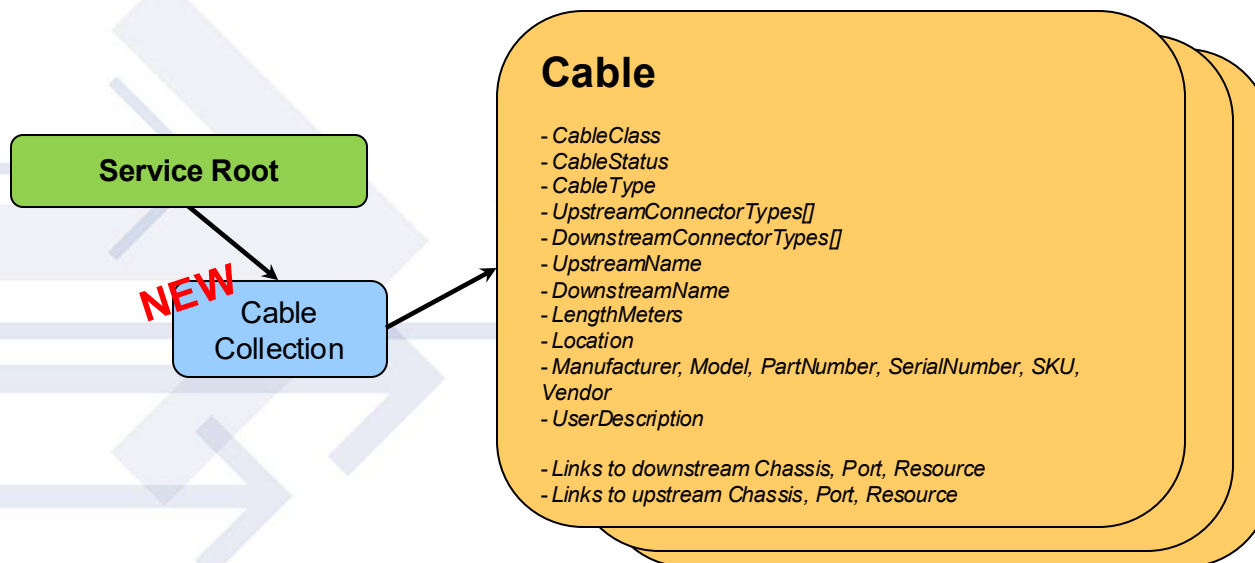 Service Root
NEW
Cable
Collection
Cable
- CableClass
- CableStatus
- CableType
- UpstreamConnectorTypes[]
- DownstreamConnectorTypes[]
- UpstreamName
- DownstreamName
- LengthMeters
- Location
- Manufacturer, Model, PartNumber, SerialNumber, SKU,
Vendor
- UserDescription
- Links to downstream Chassis, Port, Resource
- Links to upstream Chassis, Port, Resource